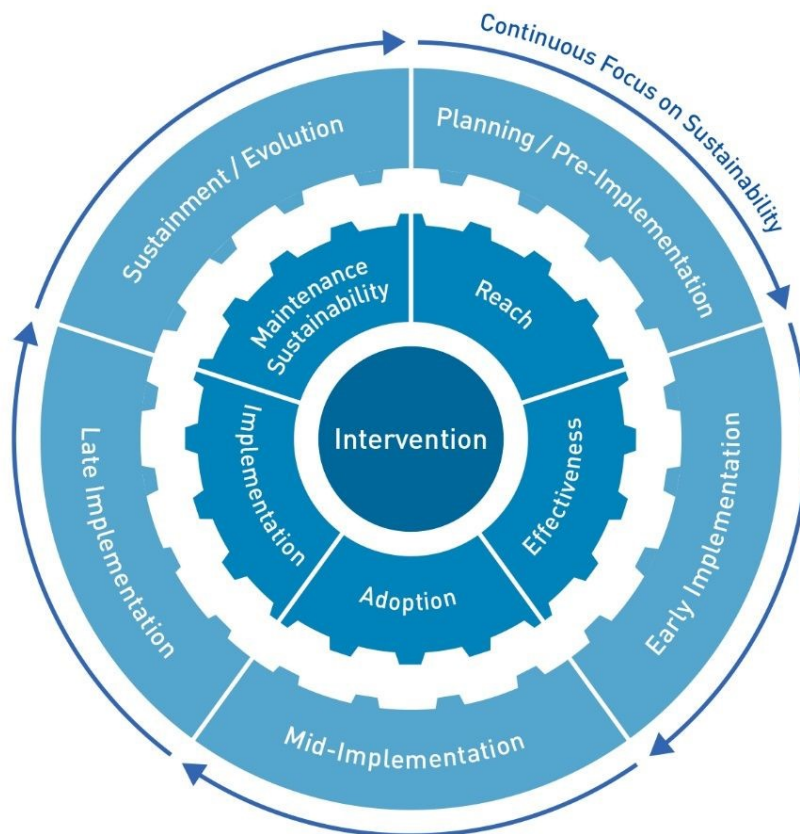 Continuous Focus on Sustainability
Planning / Pre-Implementation
Early Implementation
Mid-Implementation
Late Implementation
Sustainment / Evolution
Reach
Effectiveness
Adoption
Implementation
Maintenance
Sustainability
Intervention